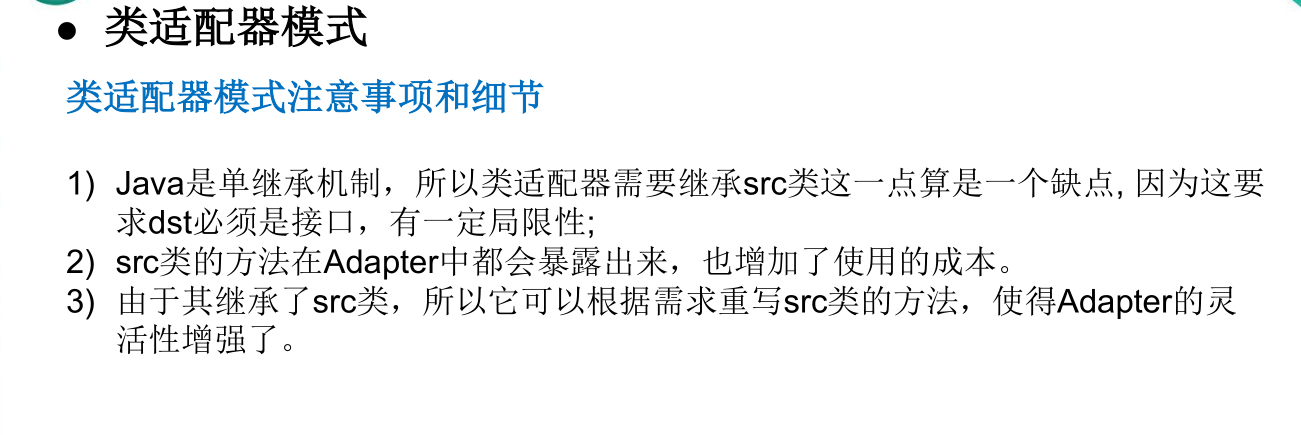 ● 类适配器模式
类适配器模式注意事项和细节
1) Java是单继承机制，所以类适配器需要继承src类这一点算是一个缺点, 因为这要
求dst必须是接口，有一定局限性;
2) src类的方法在Adapter中都会暴露出来，也增加了使用的成本。
3) 由于其继承了src类，所以它可以根据需求重写src类的方法，使得Adapter的灵
活性增强了。